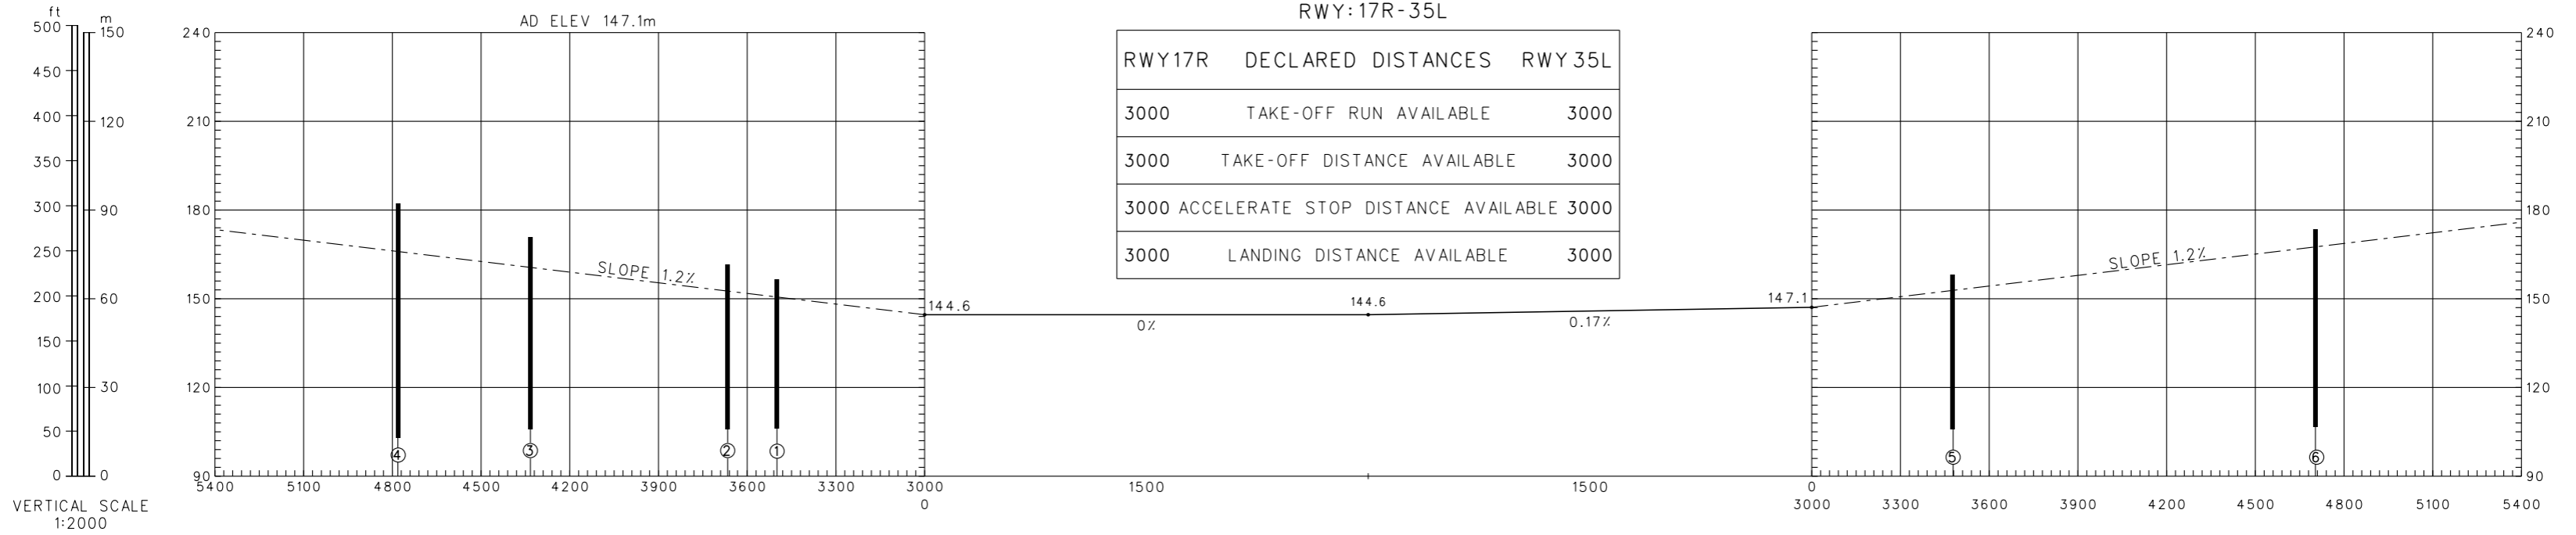 RWY:17R-35L
AD ELEV 147.1m
RWY17R DECLARED DISTANCES RWY35L
3000 TAKE-OFF RUN AVAILABLE 3000
3000 TAKE-OFF DISTANCE AVAILABLE 3000
3000 ACCELERATE STOP DISTANCE AVAILABLE 3000
3000 LANDING DISTANCE AVAILABLE 3000
ft m
500
450
400
350
300
250
200
150
100
50
0
150
120
90
60
30
0
VERTICAL SCALE
1:2000
240
210
180
150
120
90
SLOPE 1.2%
④ ③ ② ①
5400 5100 4800 4500 4200 3900 3600 3300 3000
0
144.6 144.6 147.1
0% 0.17%
1500 1500
SLOPE 1.2%
⑤ ⑥
240
210
180
150
120
90
0
3000 3300 3600 3900 4200 4500 4800 5100 5400